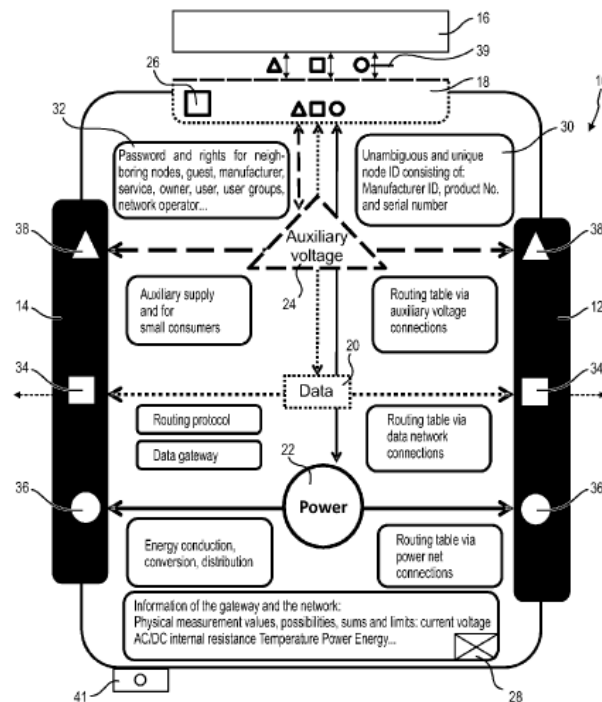 16
39
26
18
10
32
30
Password and rights for neigh-
boring nodes, guest, manufacturer,
service, owner, user, user groups,
network operator...
Unambiguous and unique
node ID consisting of:
Manufacturer ID, product No.
and serial number
38
38
Auxiliary
voltage
24
14
12
Auxiliary supply
and for
small consumers
Routing table via
auxiliary voltage
connections
34
20
34
Data
Routing protocol
Data gateway
Routing table via
data network
connections
22
36
36
Power
Energy conduction,
conversion, distribution
Routing table via
power net
connections
Information of the gateway and the network:
Physical measurement values, possibilities, sums and limits: current voltage
AC/DC internal resistance Temperature Power Energy...
41
28